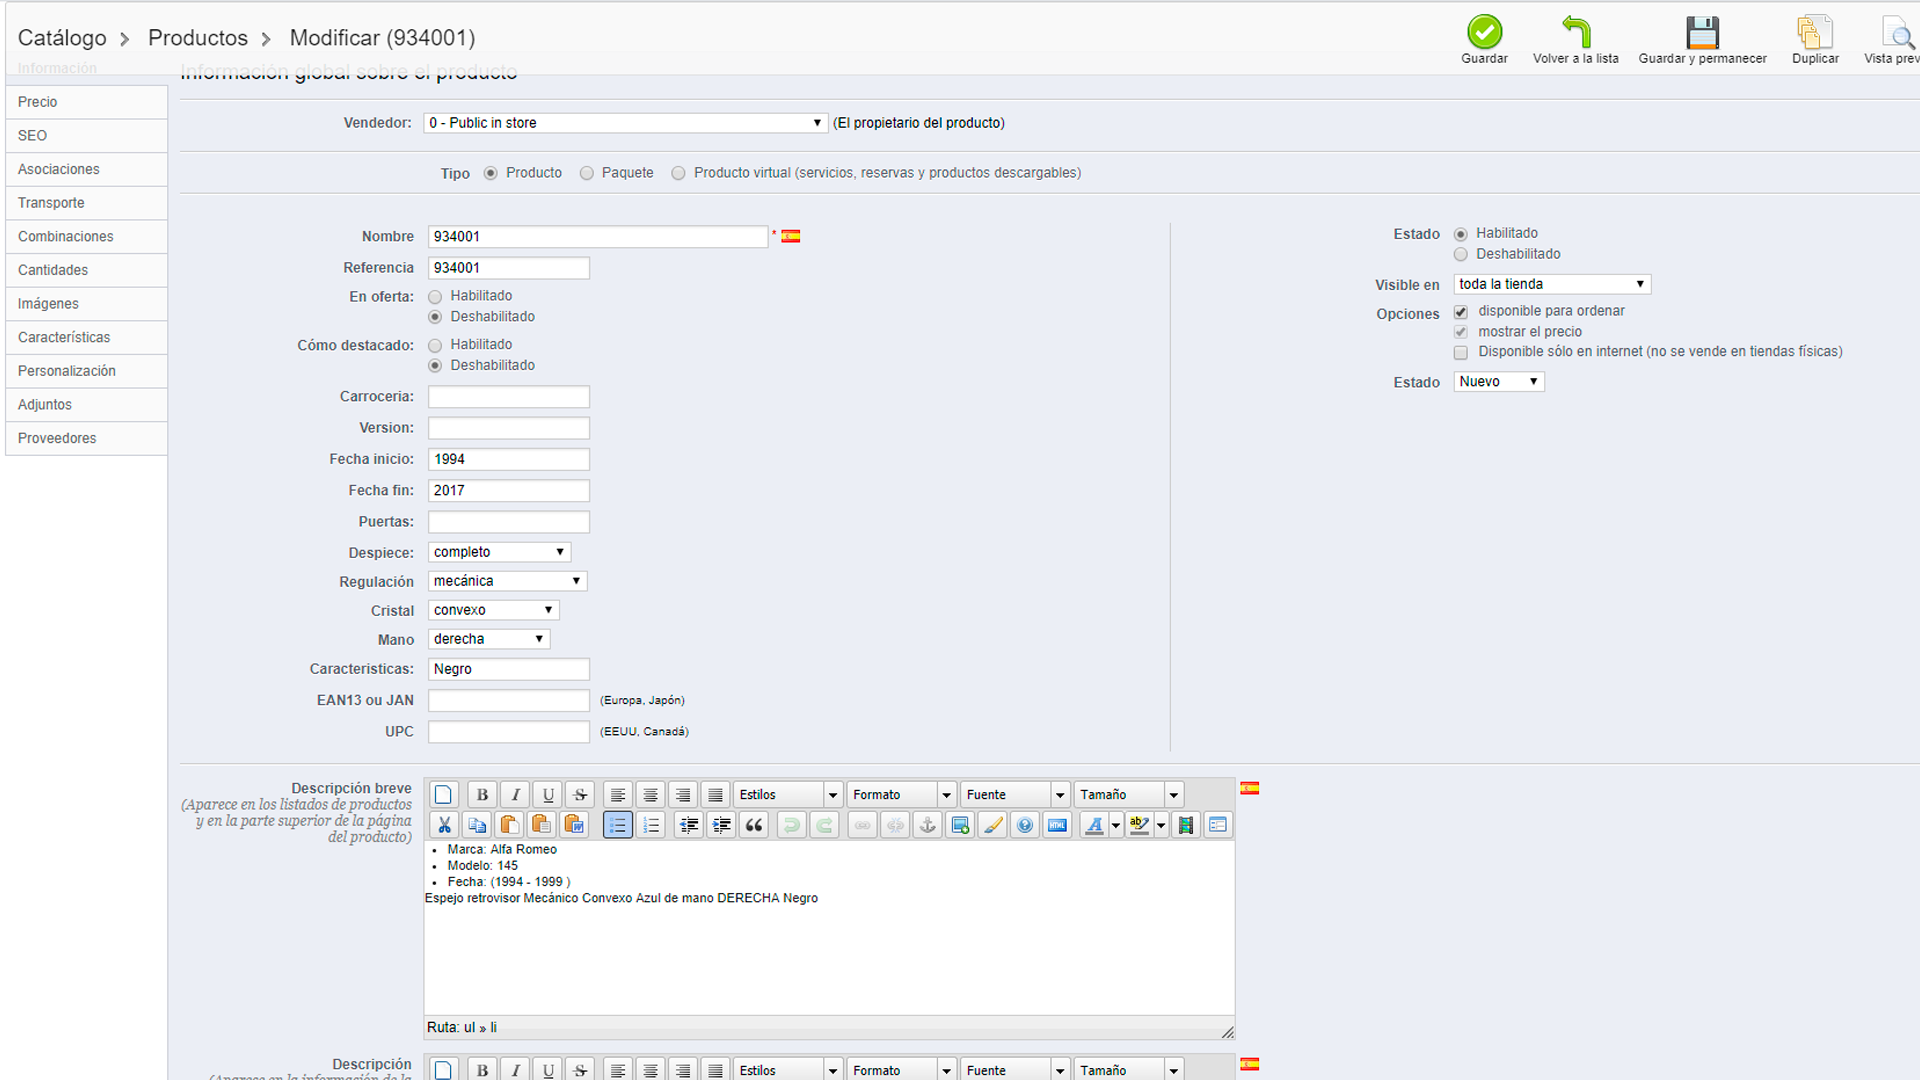 Catálogo > Productos > Modificar (934001)
Guardar
Volver a la lista
Guardar y permanecer
Duplicar
Vista prev
Información
Precio
SEO
Asociaciones
Transporte
Combinaciones
Cantidades
Imágenes
Características
Personalización
Adjuntos
Proveedores
Información global sobre el producto
Vendedor: 0 - Public in store (El propietario del producto)
Tipo Producto Paquete Producto virtual (servicios, reservas y productos descargables)
Nombre 934001 *
Referencia 934001
En oferta: Habilitado
Deshabilitado
Cómo destacado: Habilitado
Deshabilitado
Carroceria:
Version:
Fecha inicio: 1994
Fecha fin: 2017
Puertas:
Despiece: completo
Regulación mecánica
Cristal convexo
Mano derecha
Caracteristicas: Negro
EAN13 ou JAN (Europa, Japón)
UPC (EEUU, Canadá)
Estado Habilitado
Deshabilitado
Visible en toda la tienda
Opciones disponible para ordenar
mostrar el precio
Disponible sólo en internet (no se vende en tiendas físicas)
Estado Nuevo
Descripción breve
(Aparece en los listados de productos
y en la parte superior de la página
del producto)
B I U S Estilos Formato Fuente Tamaño
HTML A ab
Marca: Alfa Romeo
Modelo: 145
Fecha: (1994 - 1999 )
Espejo retrovisor Mecánico Convexo Azul de mano DERECHA Negro
Ruta: ul » li
Descripción
(Aparece en la información de la
B I U S Estilos Formato Fuente Tamaño